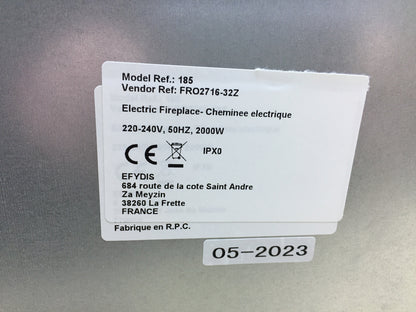 Model Ref.: 185
Vendor Ref: FRO2716-32Z
Electric Fireplace- Cheminee electrique
220-240V, 50HZ, 2000W
CE IPX0
EFYDIS
684 route de la cote Saint Andre
Za Meyzin
38260 La Frette
FRANCE
Fabrique en R.P.C.
05-2023